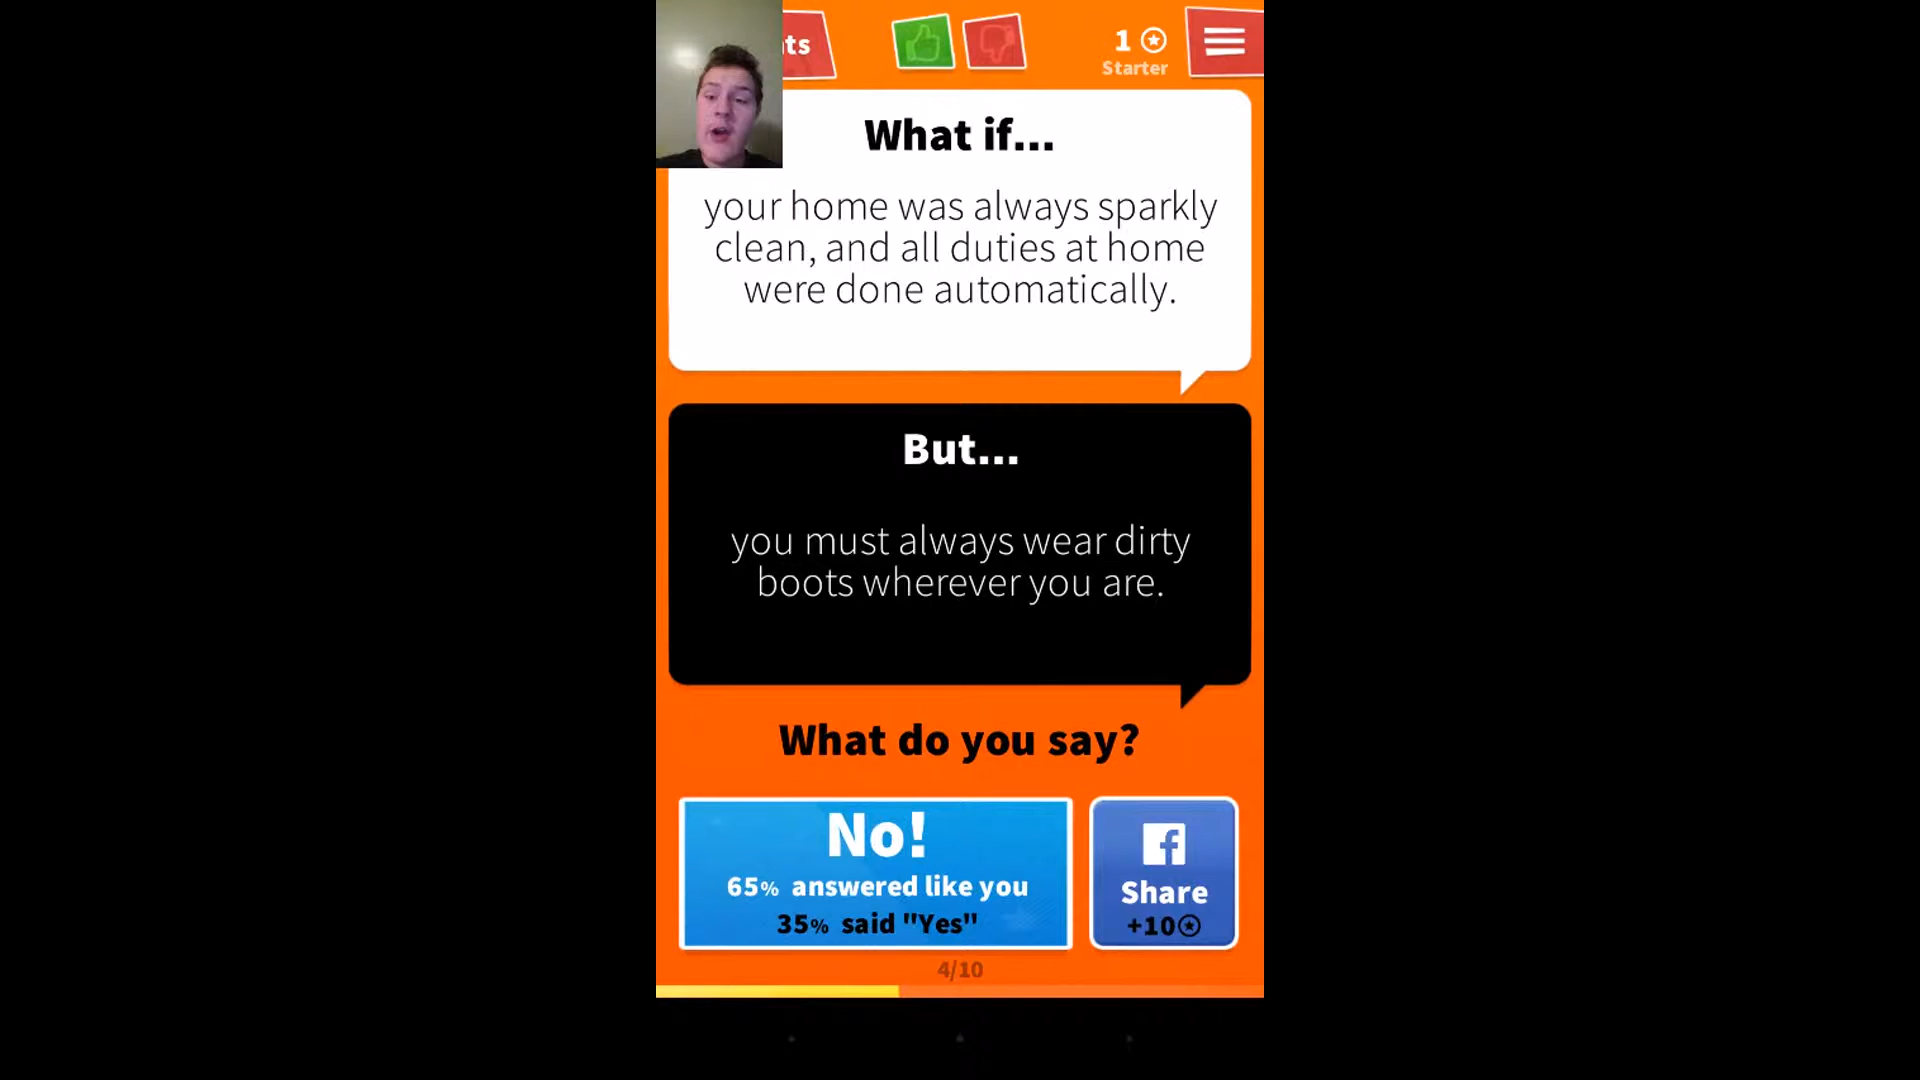 ts
1
Starter
What if...
your home was always sparkly
clean, and all duties at home
were done automatically.
But...
you must always wear dirty
boots wherever you are.
What do you say?
No!
65% answered like you
35% said "Yes"
Share
+10
4/10